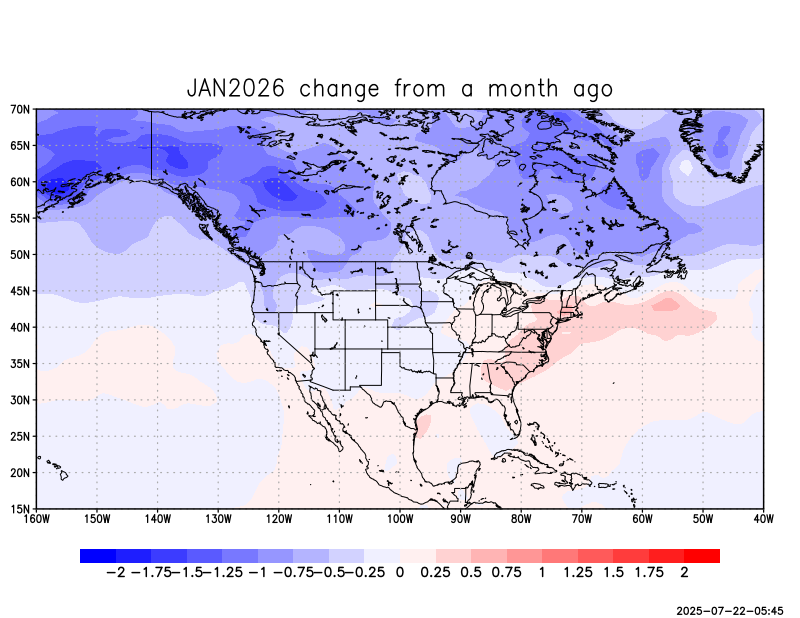 JAN2026 change from a month ago
70N
65N
60N
55N
50N
45N
40N
35N
30N
25N
20N
15N
160W 150W 140W 130W 120W 110W 100W 90W 80W 70W 60W 50W 40W
-2 -1.75 -1.5 -1.25 -1 -0.75 -0.5 -0.25 0 0.25 0.5 0.75 1 1.25 1.5 1.75 2
2025-07-22-05:45